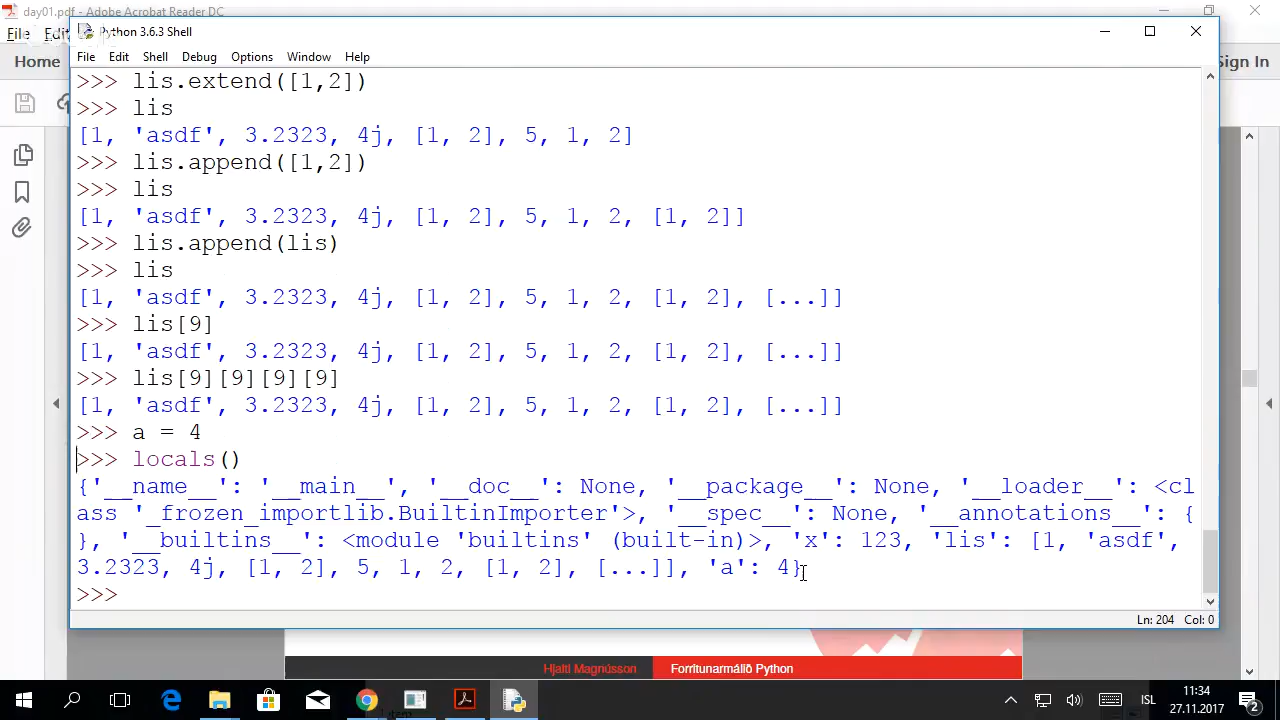 day01.pdf - Adobe Acrobat Reader DC
File Edit
Home
Sign In
Python 3.6.3 Shell
File Edit Shell Debug Options Window Help
>>> lis.extend([1,2])
>>> lis
[1, 'asdf', 3.2323, 4j, [1, 2], 5, 1, 2]
>>> lis.append([1,2])
>>> lis
[1, 'asdf', 3.2323, 4j, [1, 2], 5, 1, 2, [1, 2]]
>>> lis.append(lis)
>>> lis
[1, 'asdf', 3.2323, 4j, [1, 2], 5, 1, 2, [1, 2], [...]]
>>> lis[9]
[1, 'asdf', 3.2323, 4j, [1, 2], 5, 1, 2, [1, 2], [...]]
>>> lis[9][9][9][9]
[1, 'asdf', 3.2323, 4j, [1, 2], 5, 1, 2, [1, 2], [...]]
>>> a = 4
>>> locals()
{'__name__': '__main__', '__doc__': None, '__package__': None, '__loader__': <cl
ass '_frozen_importlib.BuiltinImporter'>, '__spec__': None, '__annotations__': {
}, '__builtins__': <module 'builtins' (built-in)>, 'x': 123, 'lis': [1, 'asdf',
3.2323, 4j, [1, 2], 5, 1, 2, [1, 2], [...]], 'a': 4}
>>>
Ln: 204 Col: 0
Hjalti Magnússon Forritunarmálið Python
ISL
11:34
27.11.2017
2